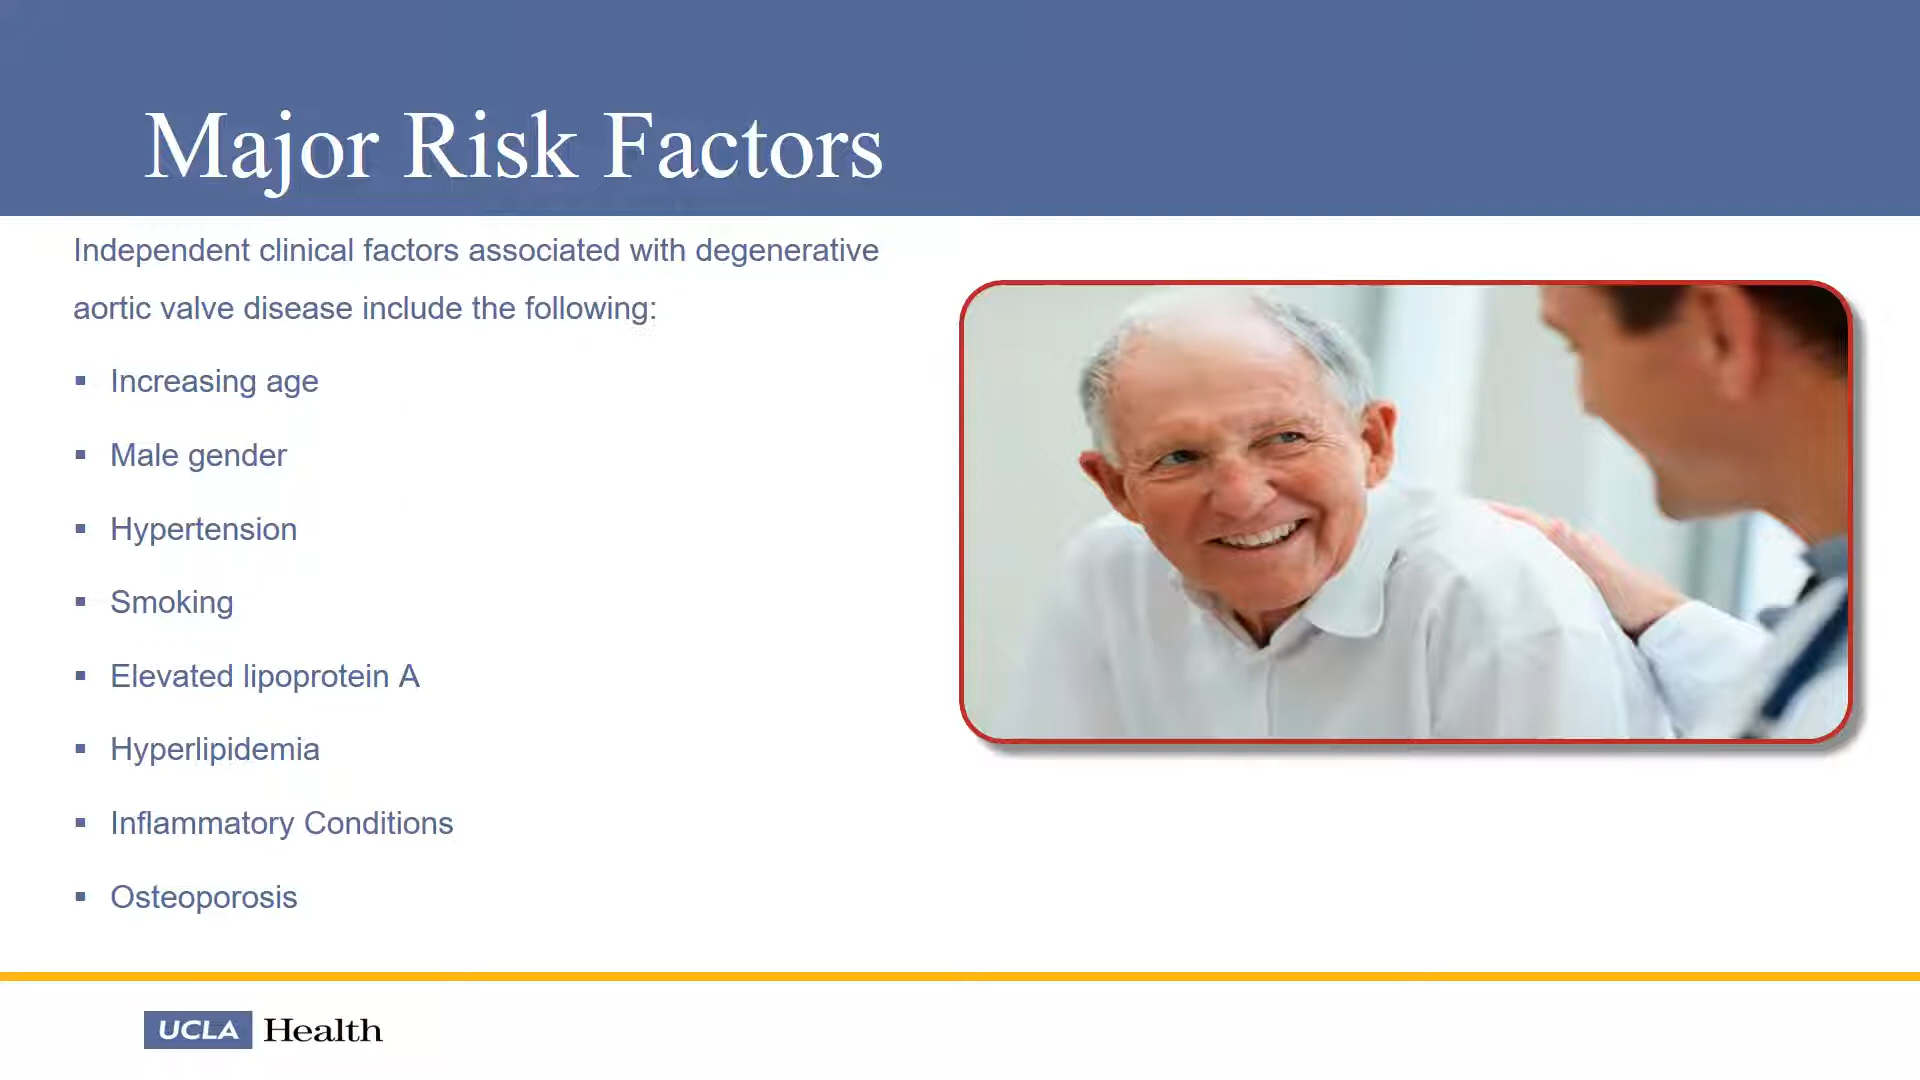 Major Risk Factors
Independent clinical factors associated with degenerative
aortic valve disease include the following:
▪ Increasing age
▪ Male gender
▪ Hypertension
▪ Smoking
▪ Elevated lipoprotein A
▪ Hyperlipidemia
▪ Inflammatory Conditions
▪ Osteoporosis
UCLA Health